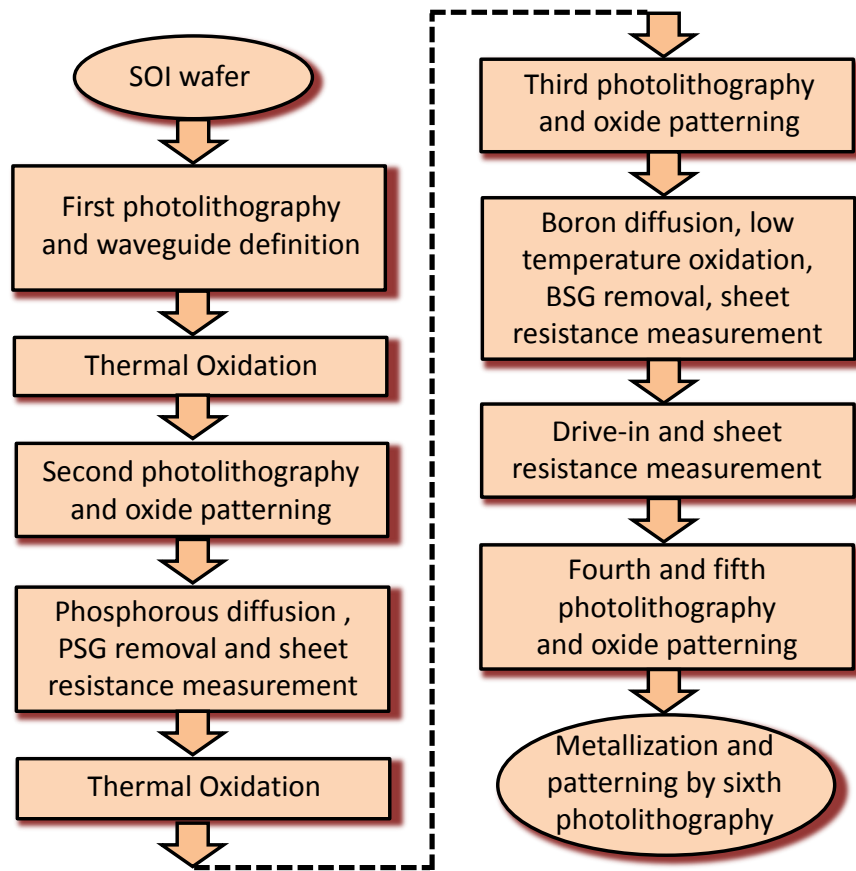 SOI wafer
First photolithography
and waveguide definition
Thermal Oxidation
Second photolithography
and oxide patterning
Phosphorous diffusion ,
PSG removal and sheet
resistance measurement
Thermal Oxidation
Third photolithography
and oxide patterning
Boron diffusion, low
temperature oxidation,
BSG removal, sheet
resistance measurement
Drive-in and sheet
resistance measurement
Fourth and fifth
photolithography
and oxide patterning
Metallization and
patterning by sixth
photolithography